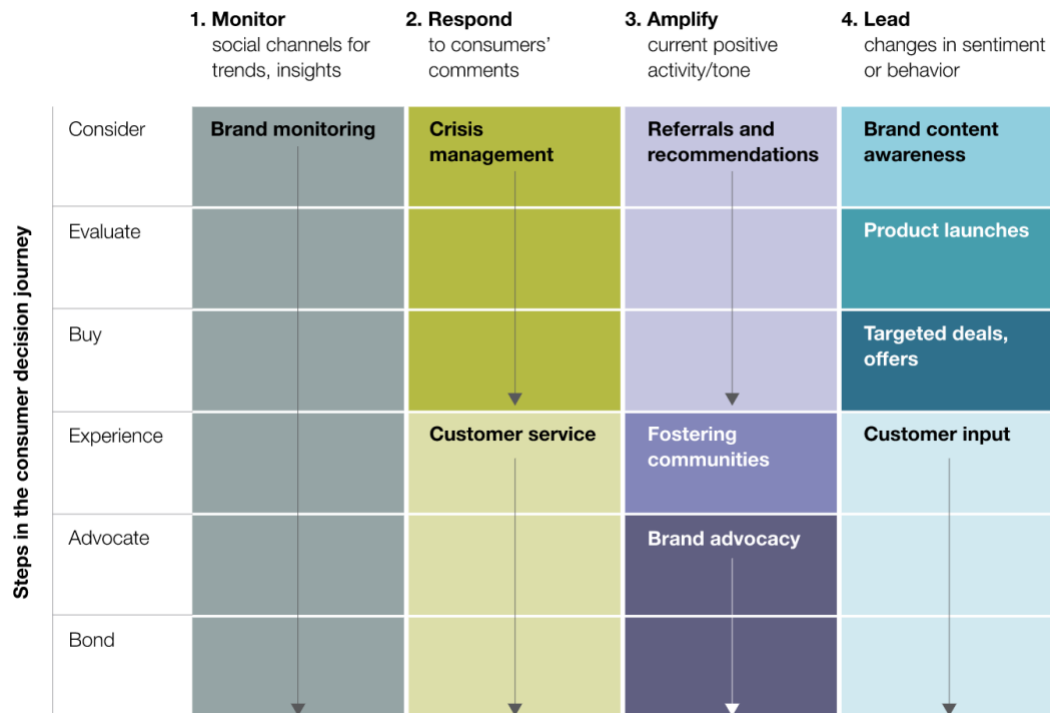 1. Monitor
social channels for
trends, insights
2. Respond
to consumers’
comments
3. Amplify
current positive
activity/tone
4. Lead
changes in sentiment
or behavior
Steps in the consumer decision journey
Consider
Brand monitoring
Crisis
management
Referrals and
recommendations
Brand content
awareness
Evaluate
Product launches
Buy
Targeted deals,
offers
Experience
Customer service
Fostering
communities
Customer input
Advocate
Brand advocacy
Bond